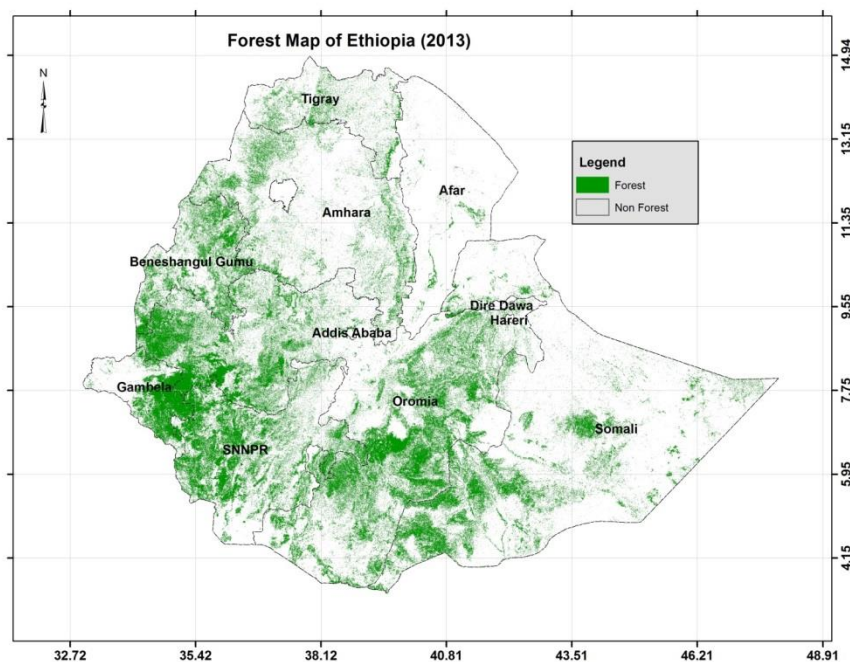 Forest Map of Ethiopia (2013)
N
Tigray
Legend
Forest
Non Forest
Afar
Amhara
Beneshangul Gumu
Dire Dawa
Hareri
Addis Ababa
Gambela
Oromia
Somali
SNNPR
14.94
13.15
11.35
9.55
7.75
5.95
4.15
32.72
35.42
38.12
40.81
43.51
46.21
48.91